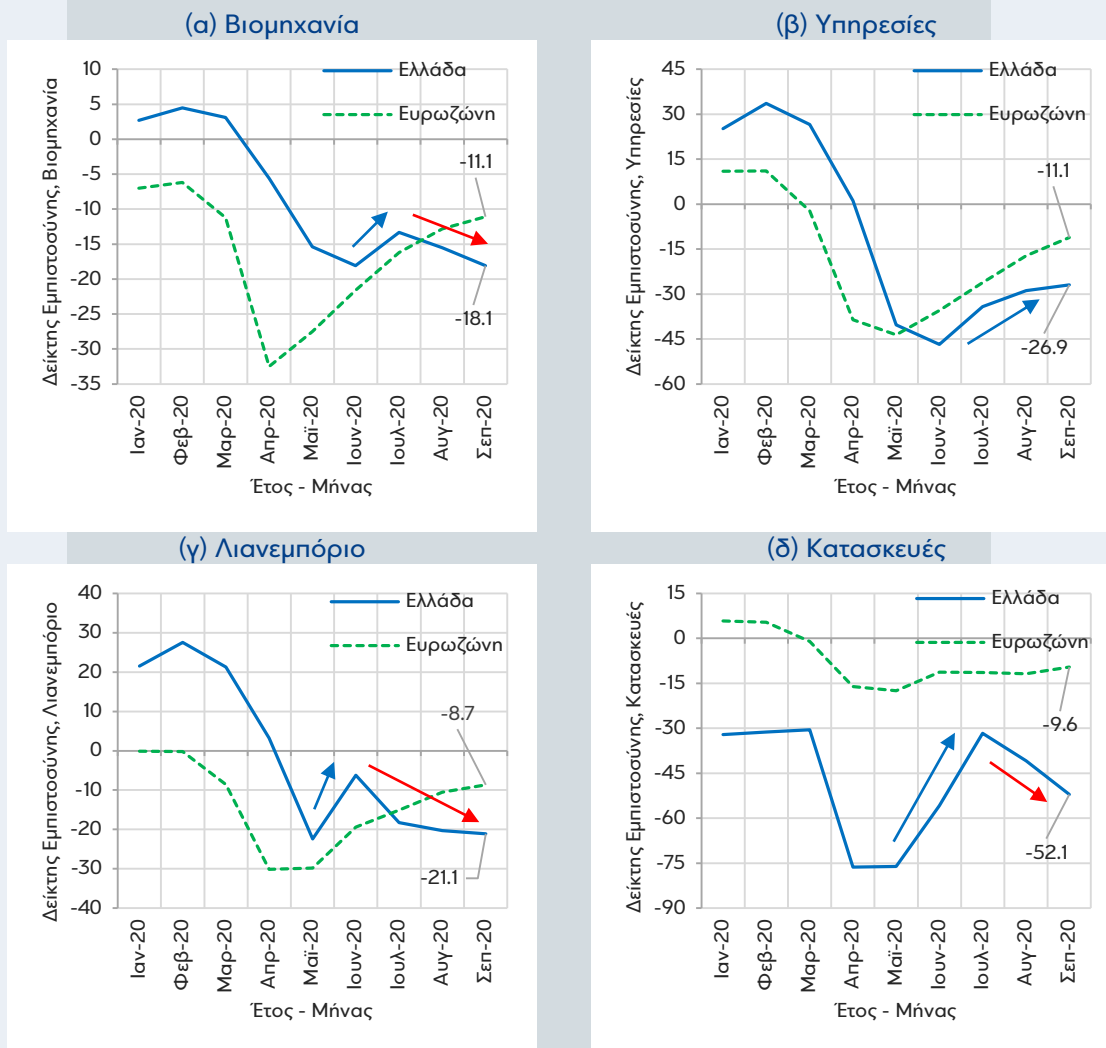 (α) Βιομηχανία
Δείκτης Εμπιστοσύνης, Βιομηχανία
10
5
0
-5
-10
-15
-20
-25
-30
-35
Ελλάδα
Ευρωζώνη
-11.1
-18.1
Ιαν-20
Φεβ-20
Μαρ-20
Απρ-20
Μαϊ-20
Ιουν-20
Ιουλ-20
Αυγ-20
Σεπ-20
Έτος - Μήνας
(β) Υπηρεσίες
Δείκτης Εμπιστοσύνης, Υπηρεσίες
45
30
15
0
-15
-30
-45
-60
Ελλάδα
Ευρωζώνη
-11.1
-26.9
Ιαν-20
Φεβ-20
Μαρ-20
Απρ-20
Μαϊ-20
Ιουν-20
Ιουλ-20
Αυγ-20
Σεπ-20
Έτος - Μήνας
(γ) Λιανεμπόριο
Δείκτης Εμπιστοσύνης, Λιανεμπόριο
40
30
20
10
0
-10
-20
-30
-40
Ελλάδα
Ευρωζώνη
-8.7
-21.1
Ιαν-20
Φεβ-20
Μαρ-20
Απρ-20
Μαϊ-20
Ιουν-20
Ιουλ-20
Αυγ-20
Σεπ-20
Έτος - Μήνας
(δ) Κατασκευές
Δείκτης Εμπιστοσύνης, Κατασκευές
15
0
-15
-30
-45
-60
-75
-90
Ελλάδα
Ευρωζώνη
-9.6
-52.1
Ιαν-20
Φεβ-20
Μαρ-20
Απρ-20
Μαϊ-20
Ιουν-20
Ιουλ-20
Αυγ-20
Σεπ-20
Έτος - Μήνας